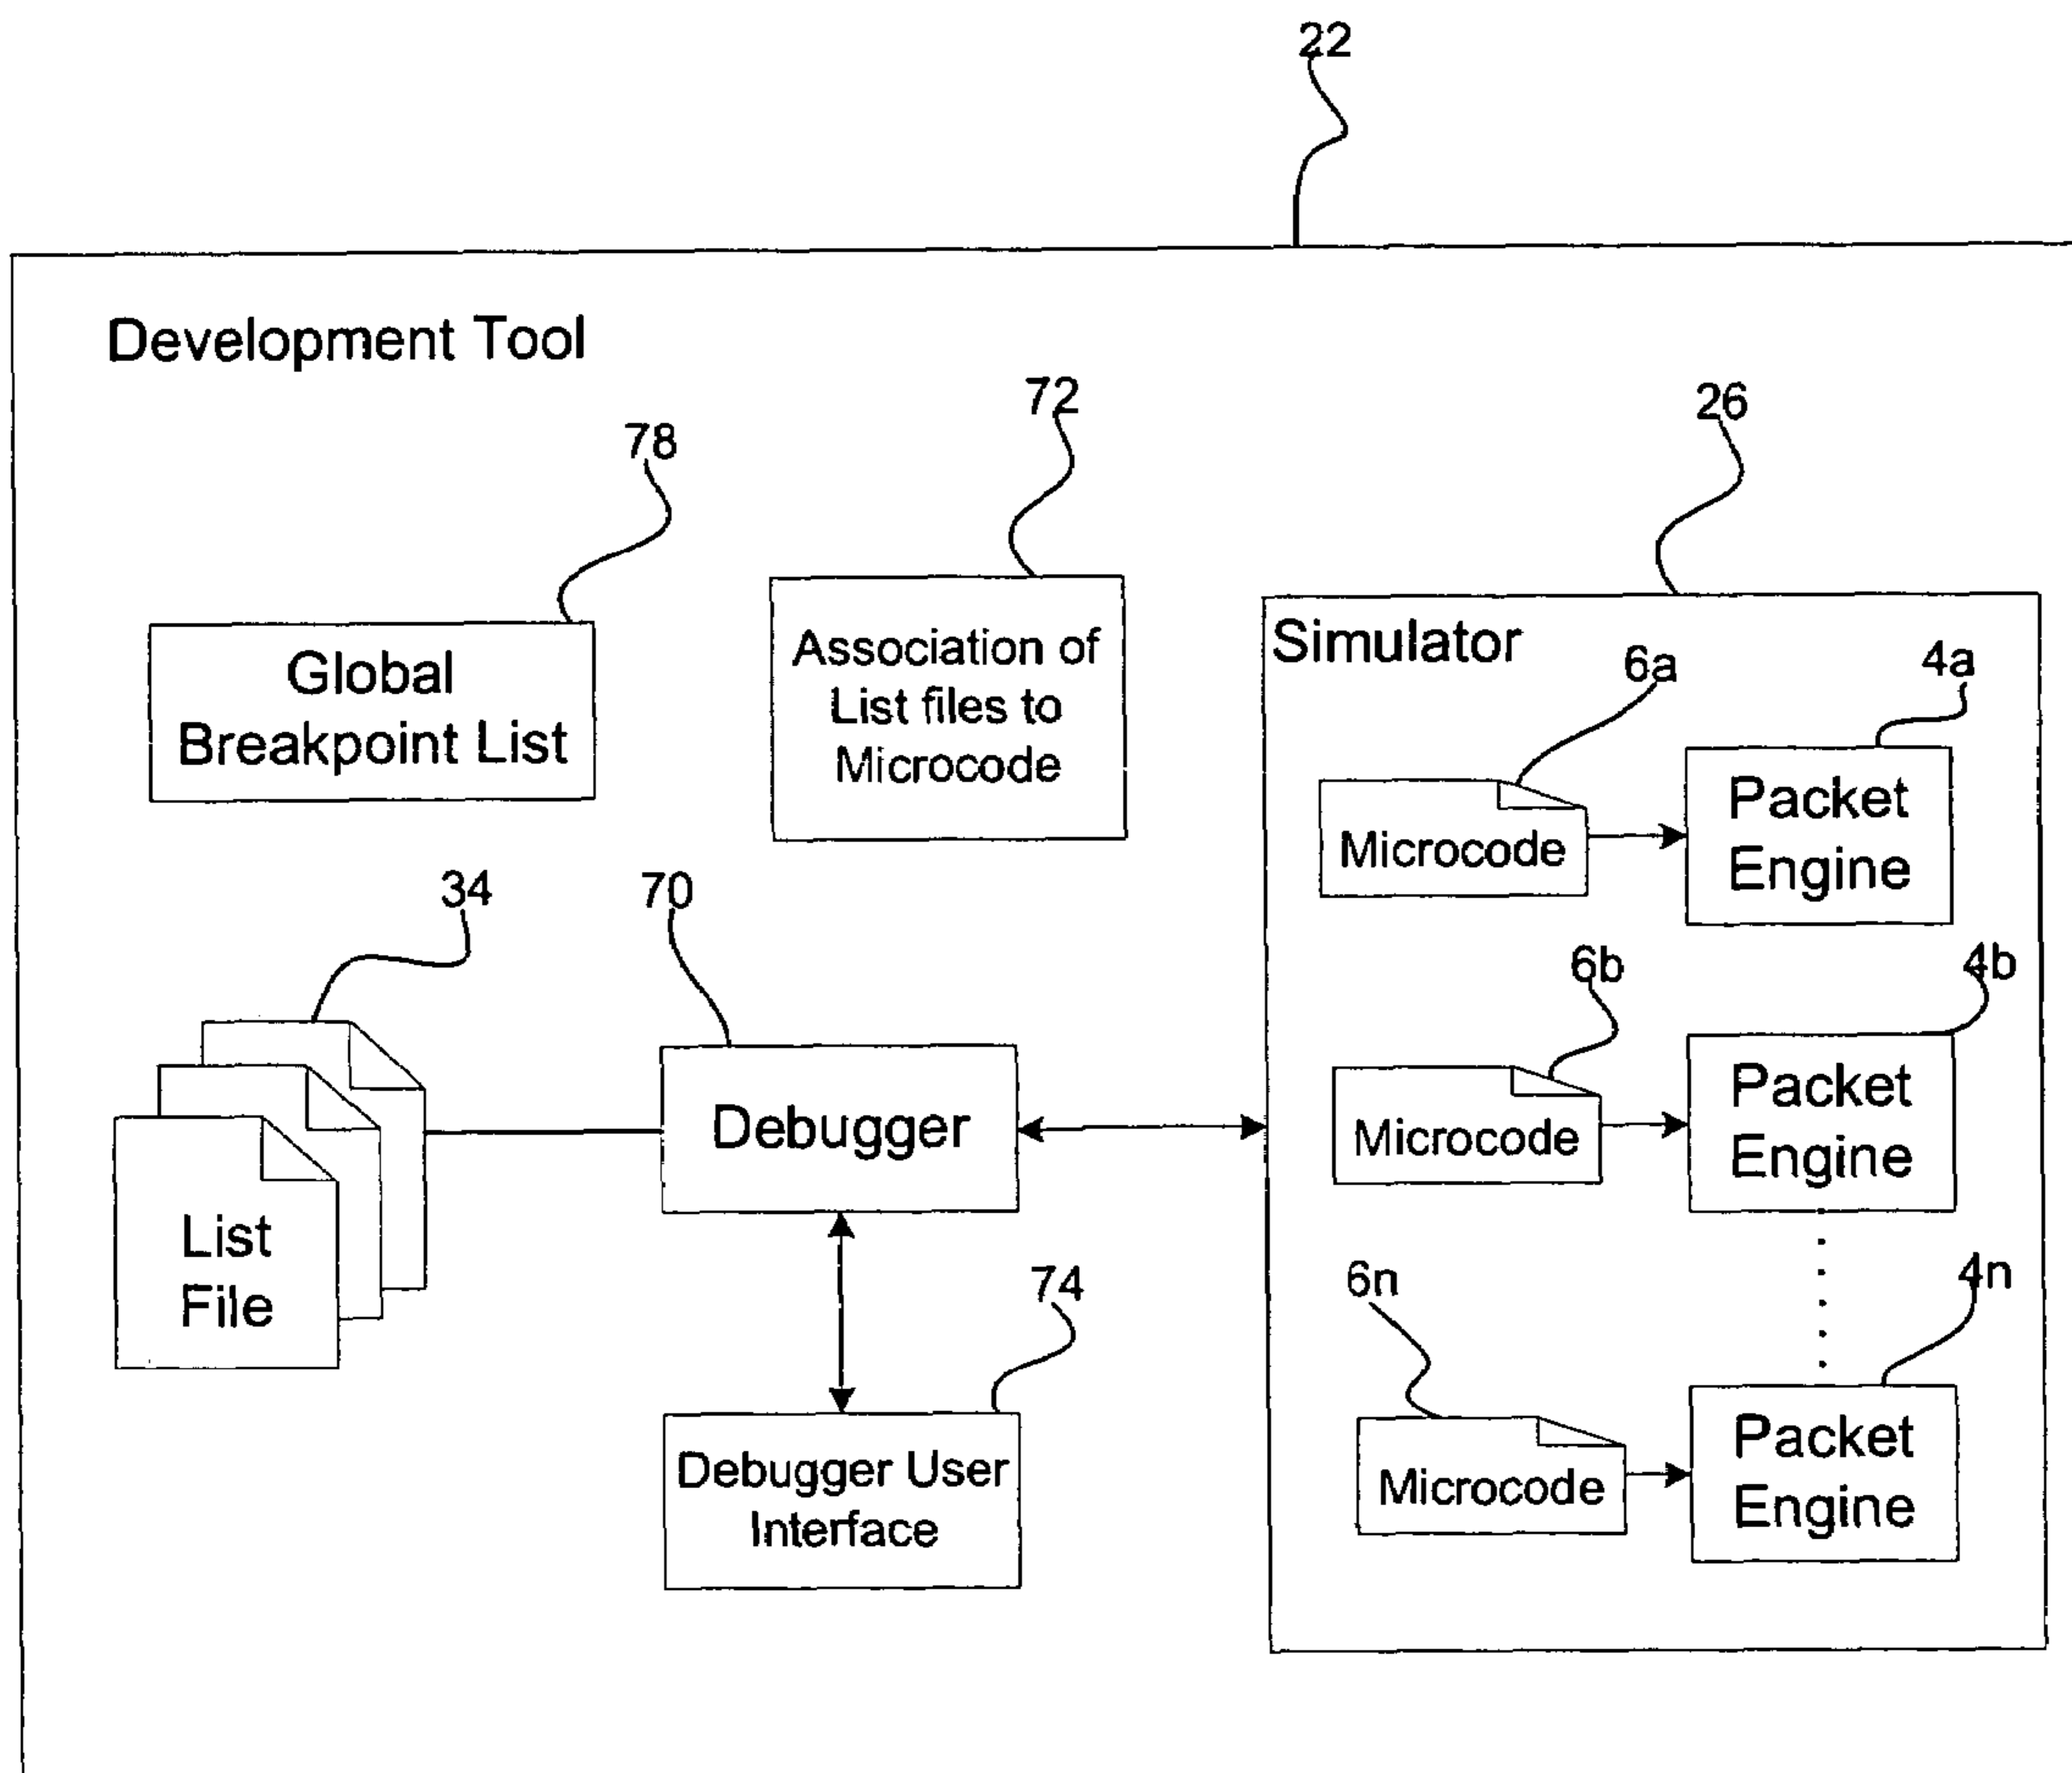 22
Development Tool
72
26
78
Global
Breakpoint List
Association of
List files to
Microcode
Simulator
6a
4a
Microcode
Packet
Engine
34
70
6b
4b
List
File
Debugger
Microcode
Packet
Engine
74
6n
4n
Debugger User
Interface
Microcode
Packet
Engine